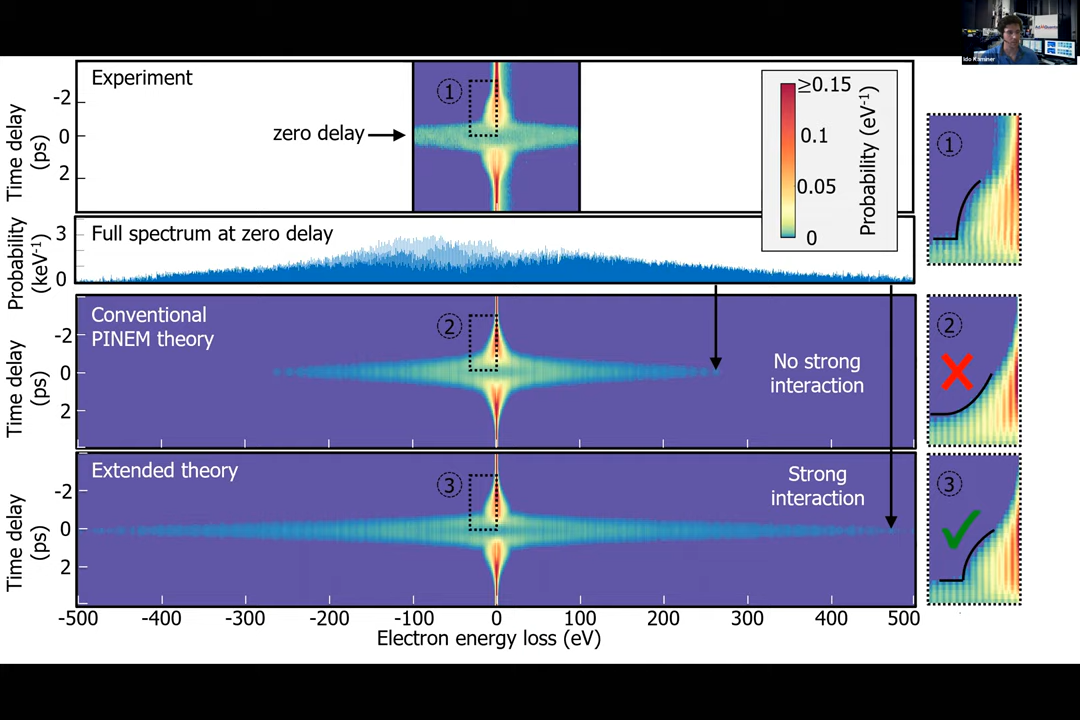 Experiment
-2
0
2
Time delay
(ps)
zero delay
1
≥0.15
0.1
0.05
0
Probability (eV-1)
1
Full spectrum at zero delay
3
0
Probability
(keV-1)
Conventional
PINEM theory
-2
0
2
Time delay
(ps)
2
No strong
interaction
2
Extended theory
-2
0
2
Time delay
(ps)
3
Strong
interaction
3
-500 -400 -300 -200 -100 0 100 200 300 400 500
Electron energy loss (eV)